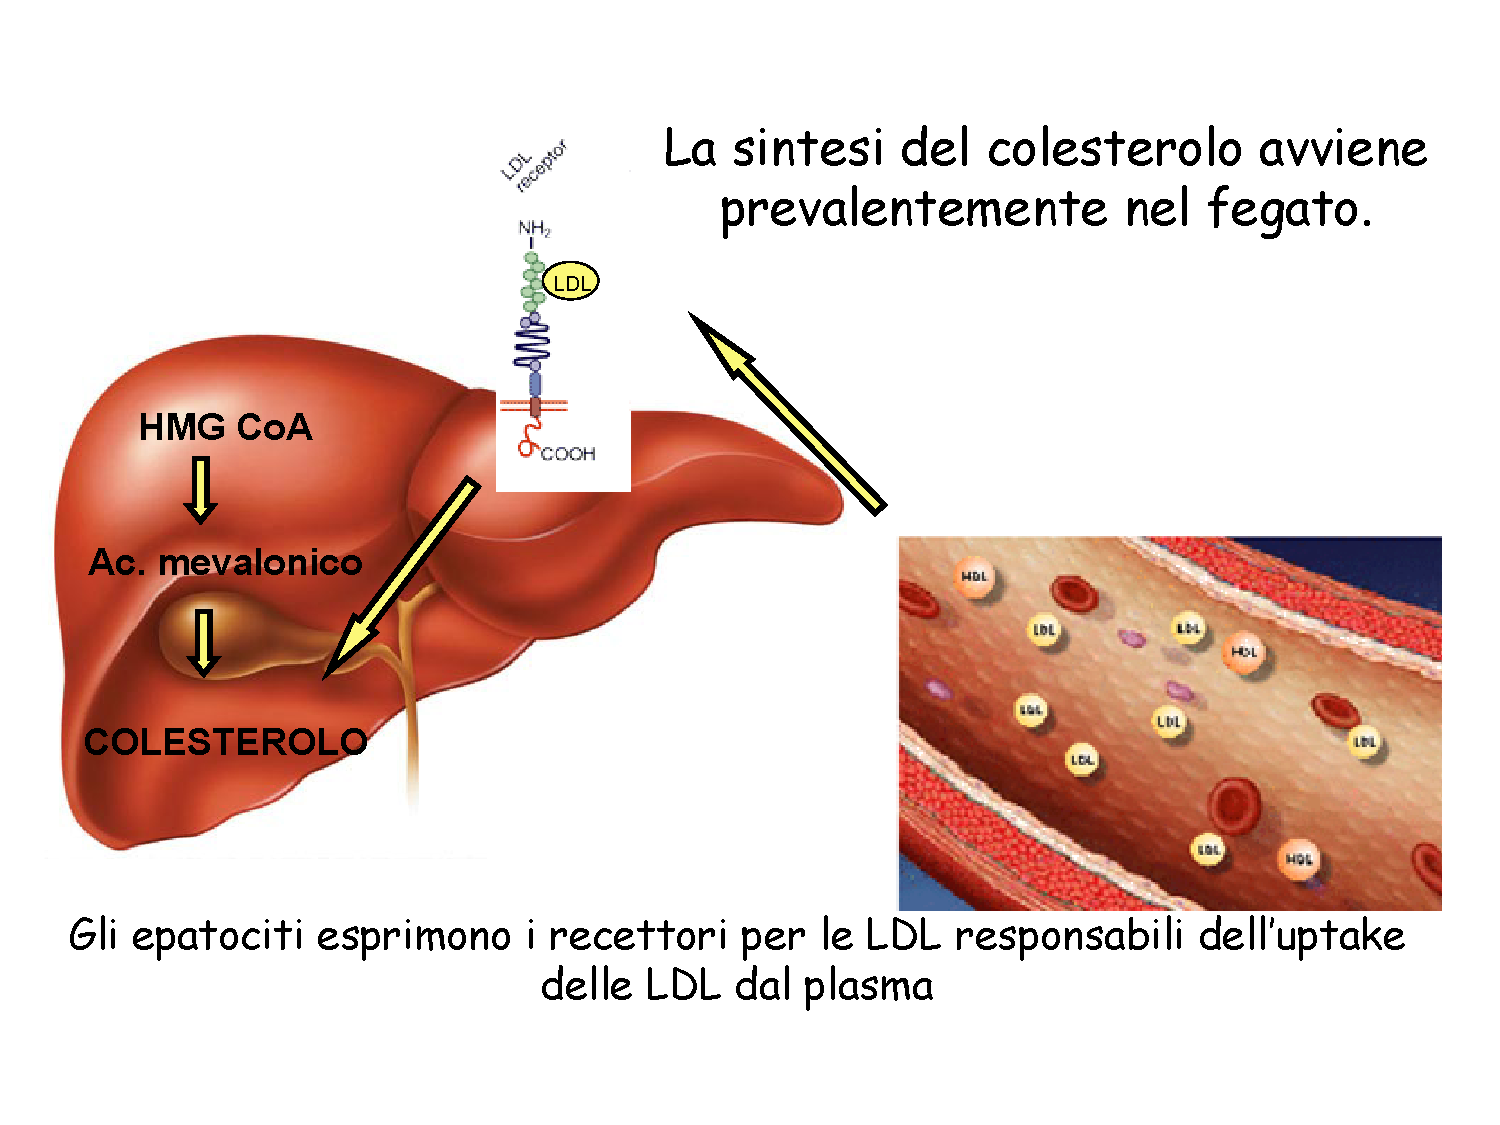 La sintesi del colesterolo avviene
prevalentemente nel fegato.
LDL
receptor
NH2
LDL
COOH
HMG CoA
Ac. mevalonico
COLESTEROLO
HDL
LDL
LDL
HDL
LDL
LDL
LDL
LDL
LDL
HDL
Gli epatociti esprimono i recettori per le LDL responsabili dell'uptake
delle LDL dal plasma